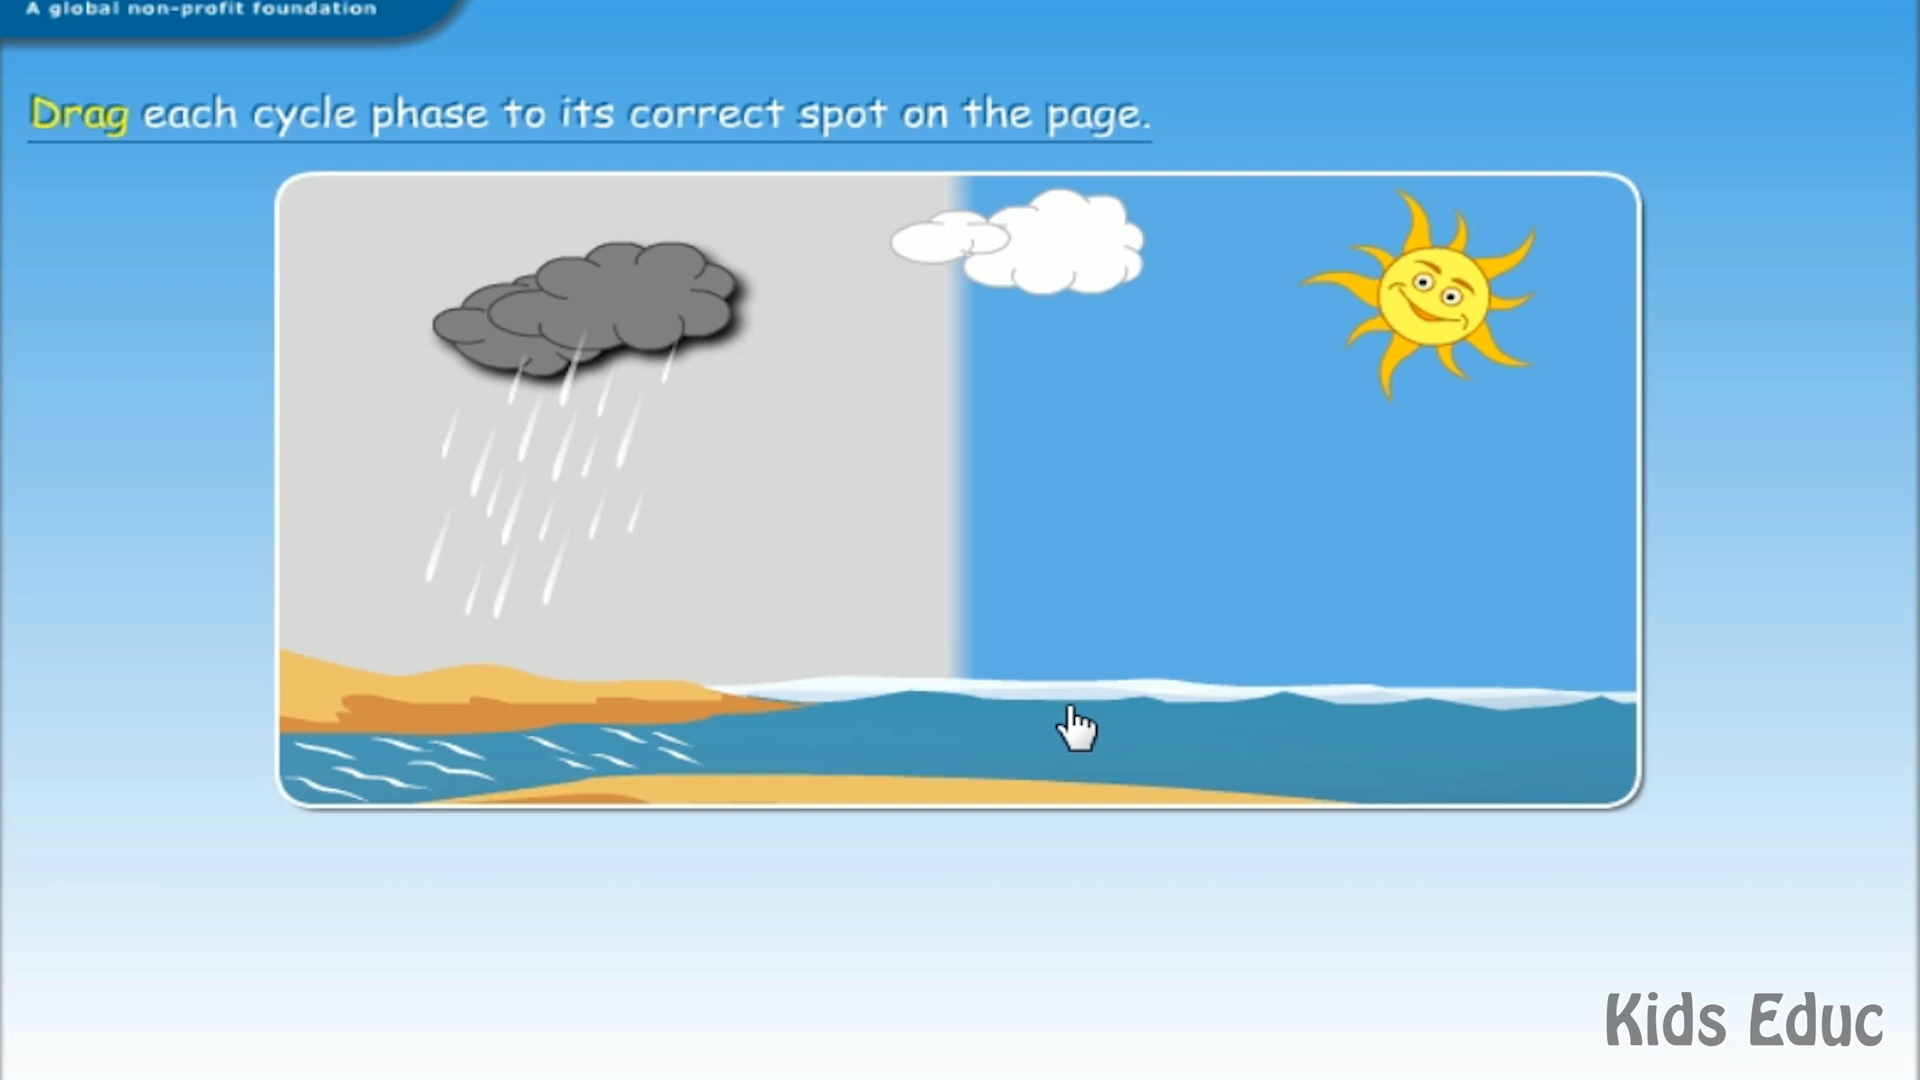 A global non-profit foundation
Drag each cycle phase to its correct spot on the page.
Kids Educ